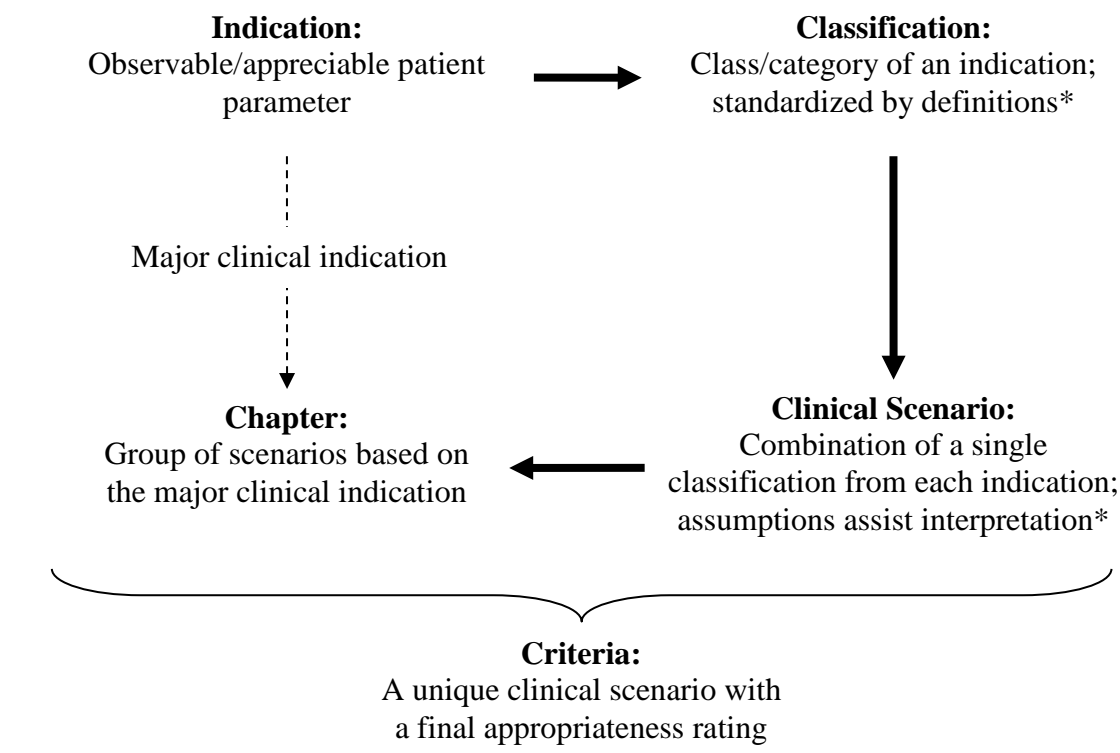 Indication:
Observable/appreciable patient
parameter
Classification:
Class/category of an indication;
standardized by definitions*
Major clinical indication
Chapter:
Group of scenarios based on
the major clinical indication
Clinical Scenario:
Combination of a single
classification from each indication;
assumptions assist interpretation*
Criteria:
A unique clinical scenario with
a final appropriateness rating